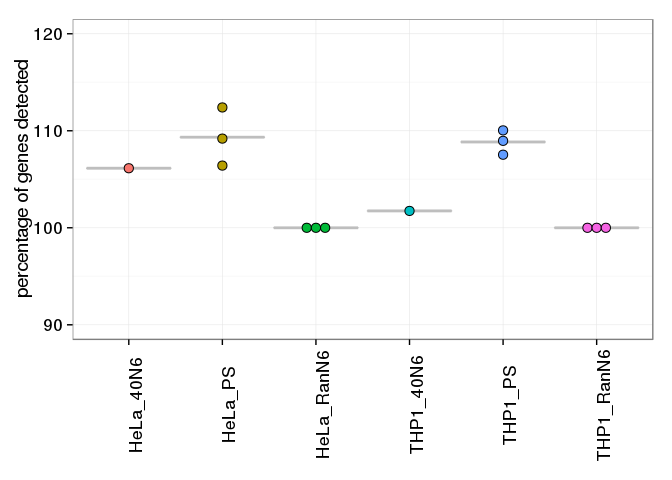 percentage of genes detected
120
110
100
90
HeLa_40N6
HeLa_PS
HeLa_RanN6
THP1_40N6
THP1_PS
THP1_RanN6